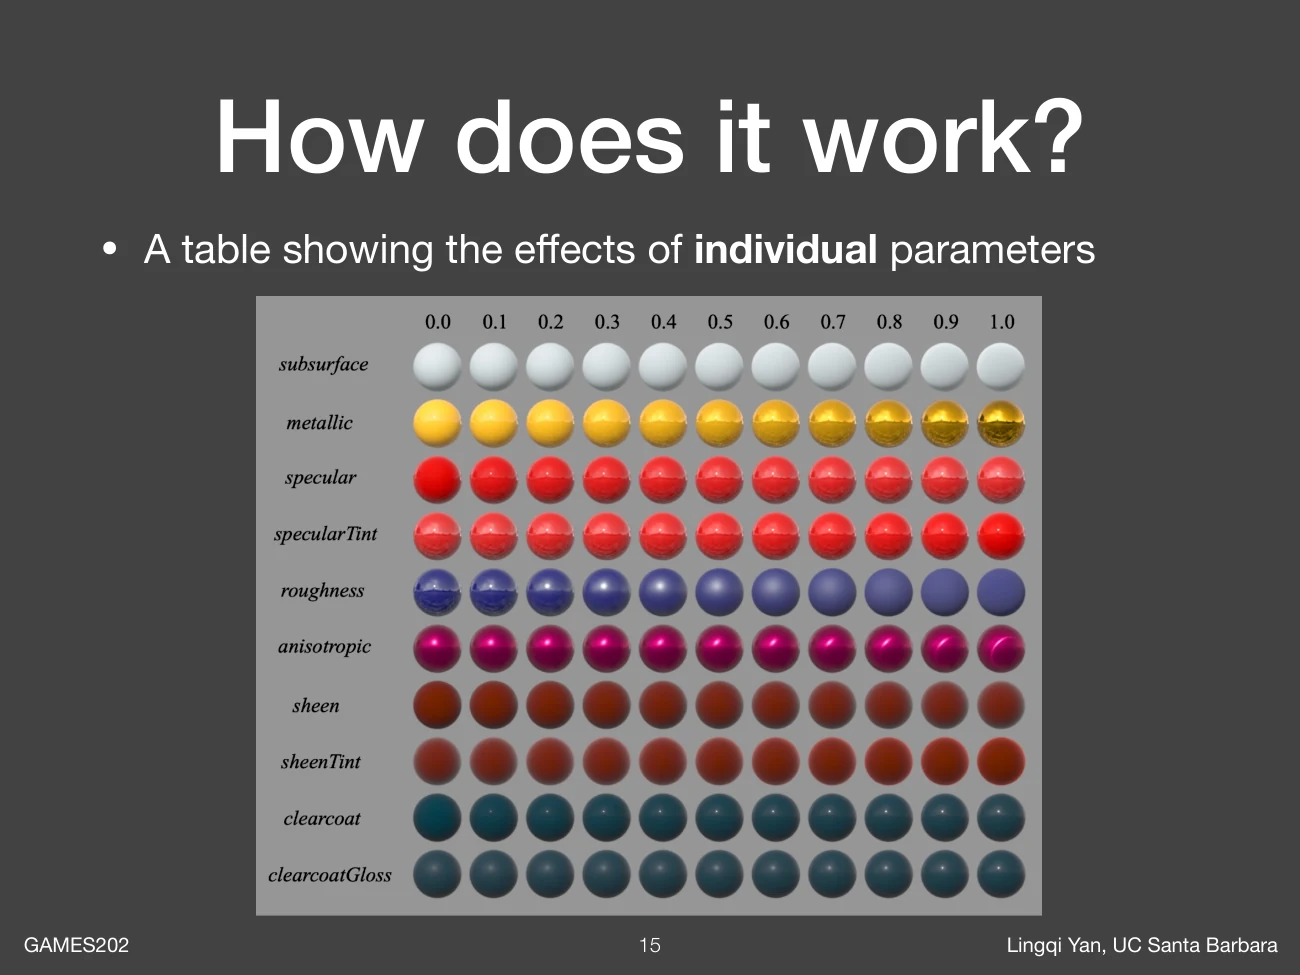 How does it work?
• A table showing the effects of individual parameters
0.0 0.1 0.2 0.3 0.4 0.5 0.6 0.7 0.8 0.9 1.0
subsurface
metallic
specular
specularTint
roughness
anisotropic
sheen
sheenTint
clearcoat
clearcoatGloss
GAMES202 15 Lingqi Yan, UC Santa Barbara